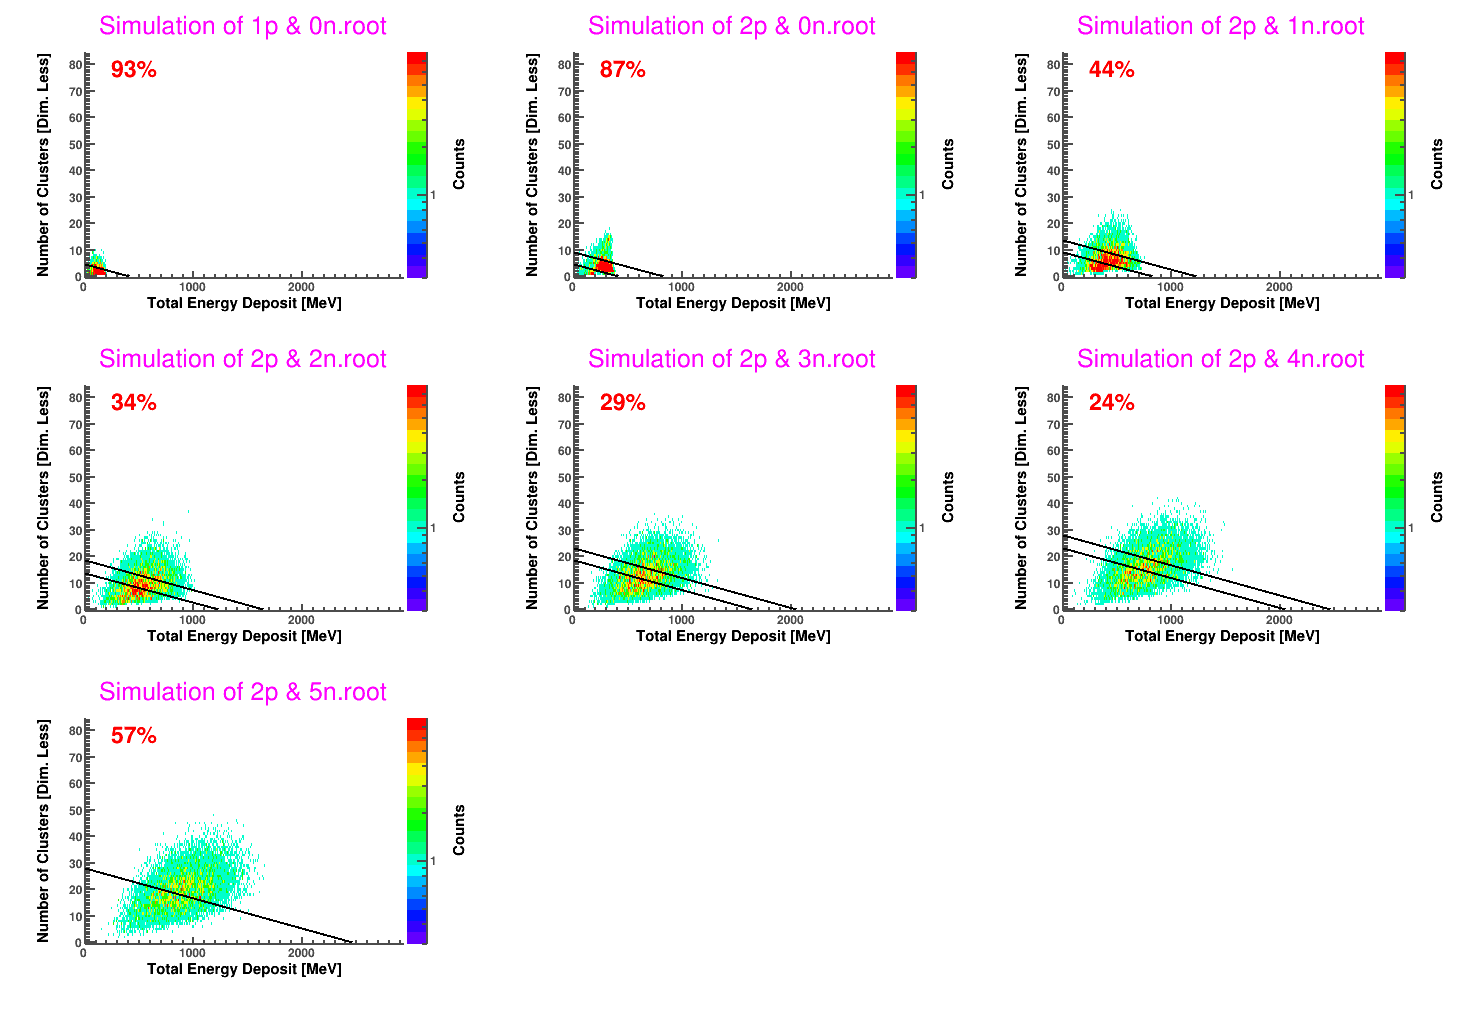 Simulation of 1p & 0n.root
93%
Number of Clusters [Dim. Less]
80
70
60
50
40
30
20
10
0
0 1000 2000
Total Energy Deposit [MeV]
1
Counts
Simulation of 2p & 0n.root
87%
Number of Clusters [Dim. Less]
80
70
60
50
40
30
20
10
0
0 1000 2000
Total Energy Deposit [MeV]
1
Counts
Simulation of 2p & 1n.root
44%
Number of Clusters [Dim. Less]
80
70
60
50
40
30
20
10
0
0 1000 2000
Total Energy Deposit [MeV]
1
Counts
Simulation of 2p & 2n.root
34%
Number of Clusters [Dim. Less]
80
70
60
50
40
30
20
10
0
0 1000 2000
Total Energy Deposit [MeV]
1
Counts
Simulation of 2p & 3n.root
29%
Number of Clusters [Dim. Less]
80
70
60
50
40
30
20
10
0
0 1000 2000
Total Energy Deposit [MeV]
1
Counts
Simulation of 2p & 4n.root
24%
Number of Clusters [Dim. Less]
80
70
60
50
40
30
20
10
0
0 1000 2000
Total Energy Deposit [MeV]
1
Counts
Simulation of 2p & 5n.root
57%
Number of Clusters [Dim. Less]
80
70
60
50
40
30
20
10
0
0 1000 2000
Total Energy Deposit [MeV]
1
Counts